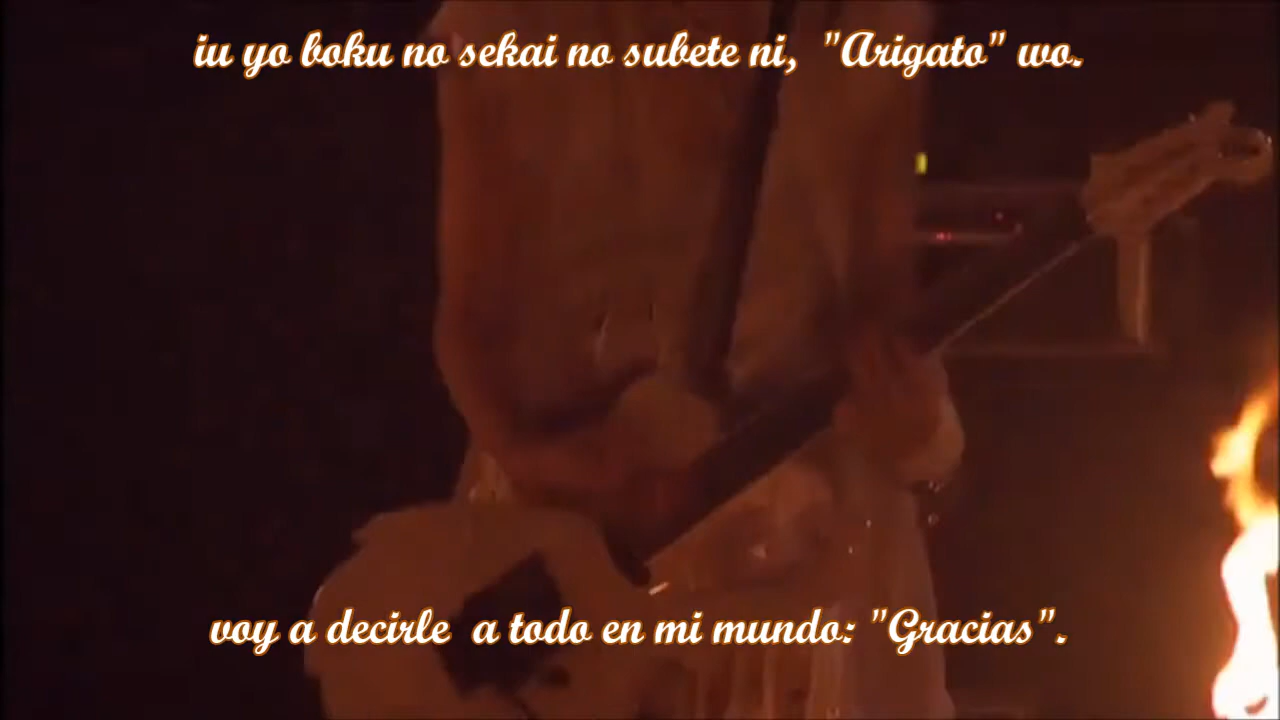 iu yo boku no sekai no subete ni, "Arigato" wo.
voy a decirle a todo en mi mundo: "Gracias".